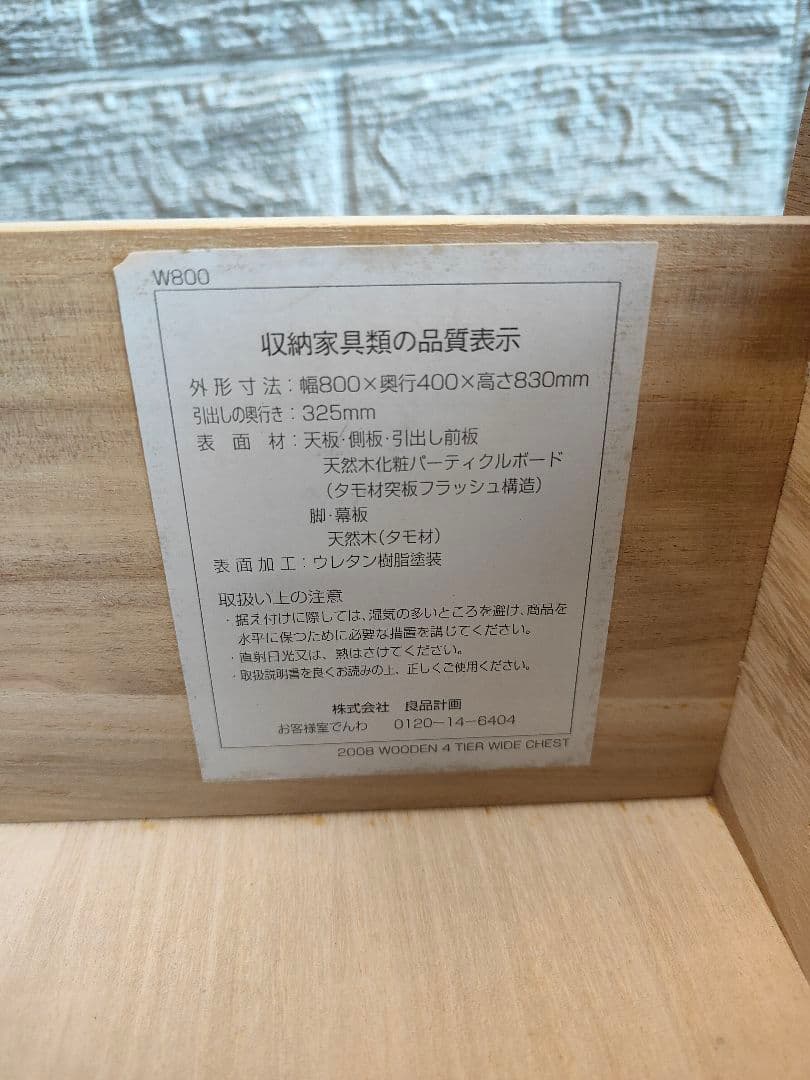 W800
収納家具類の品質表示
外形寸法：幅800×奥行400×高さ830mm
引出しの奥行き：325mm
表面材：天板・側板・引出し前板
天然木化粧パーティクルボード
（タモ材突板フラッシュ構造）
脚・幕板
天然木（タモ材）
表面加工：ウレタン樹脂塗装
取扱い上の注意
・据え付けに際しては、湿気の多いところを避け、商品を
水平に保つために必要な措置を講じてください。
・直射日光又は、熱はさけてください。
・取扱説明書を良くお読みの上、正しくご使用ください。
株式会社　良品計画
お客様室でんわ　0120−14−6404
2008 WOODEN 4 TIER WIDE CHEST